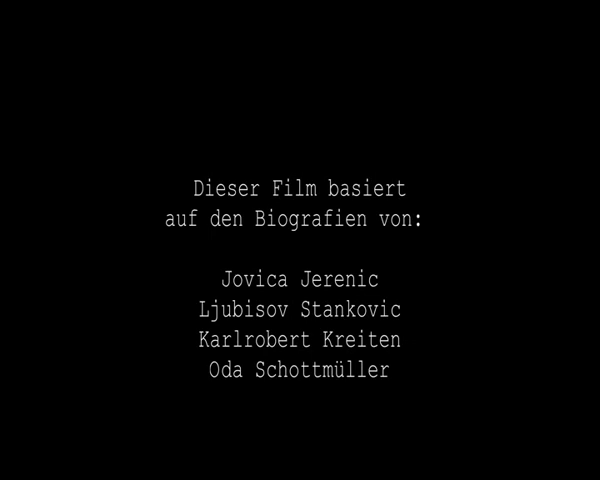 Dieser Film basiert
auf den Biografien von:
Jovica Jerenic
Ljubisov Stankovic
Karlrobert Kreiten
Oda Schottmüller